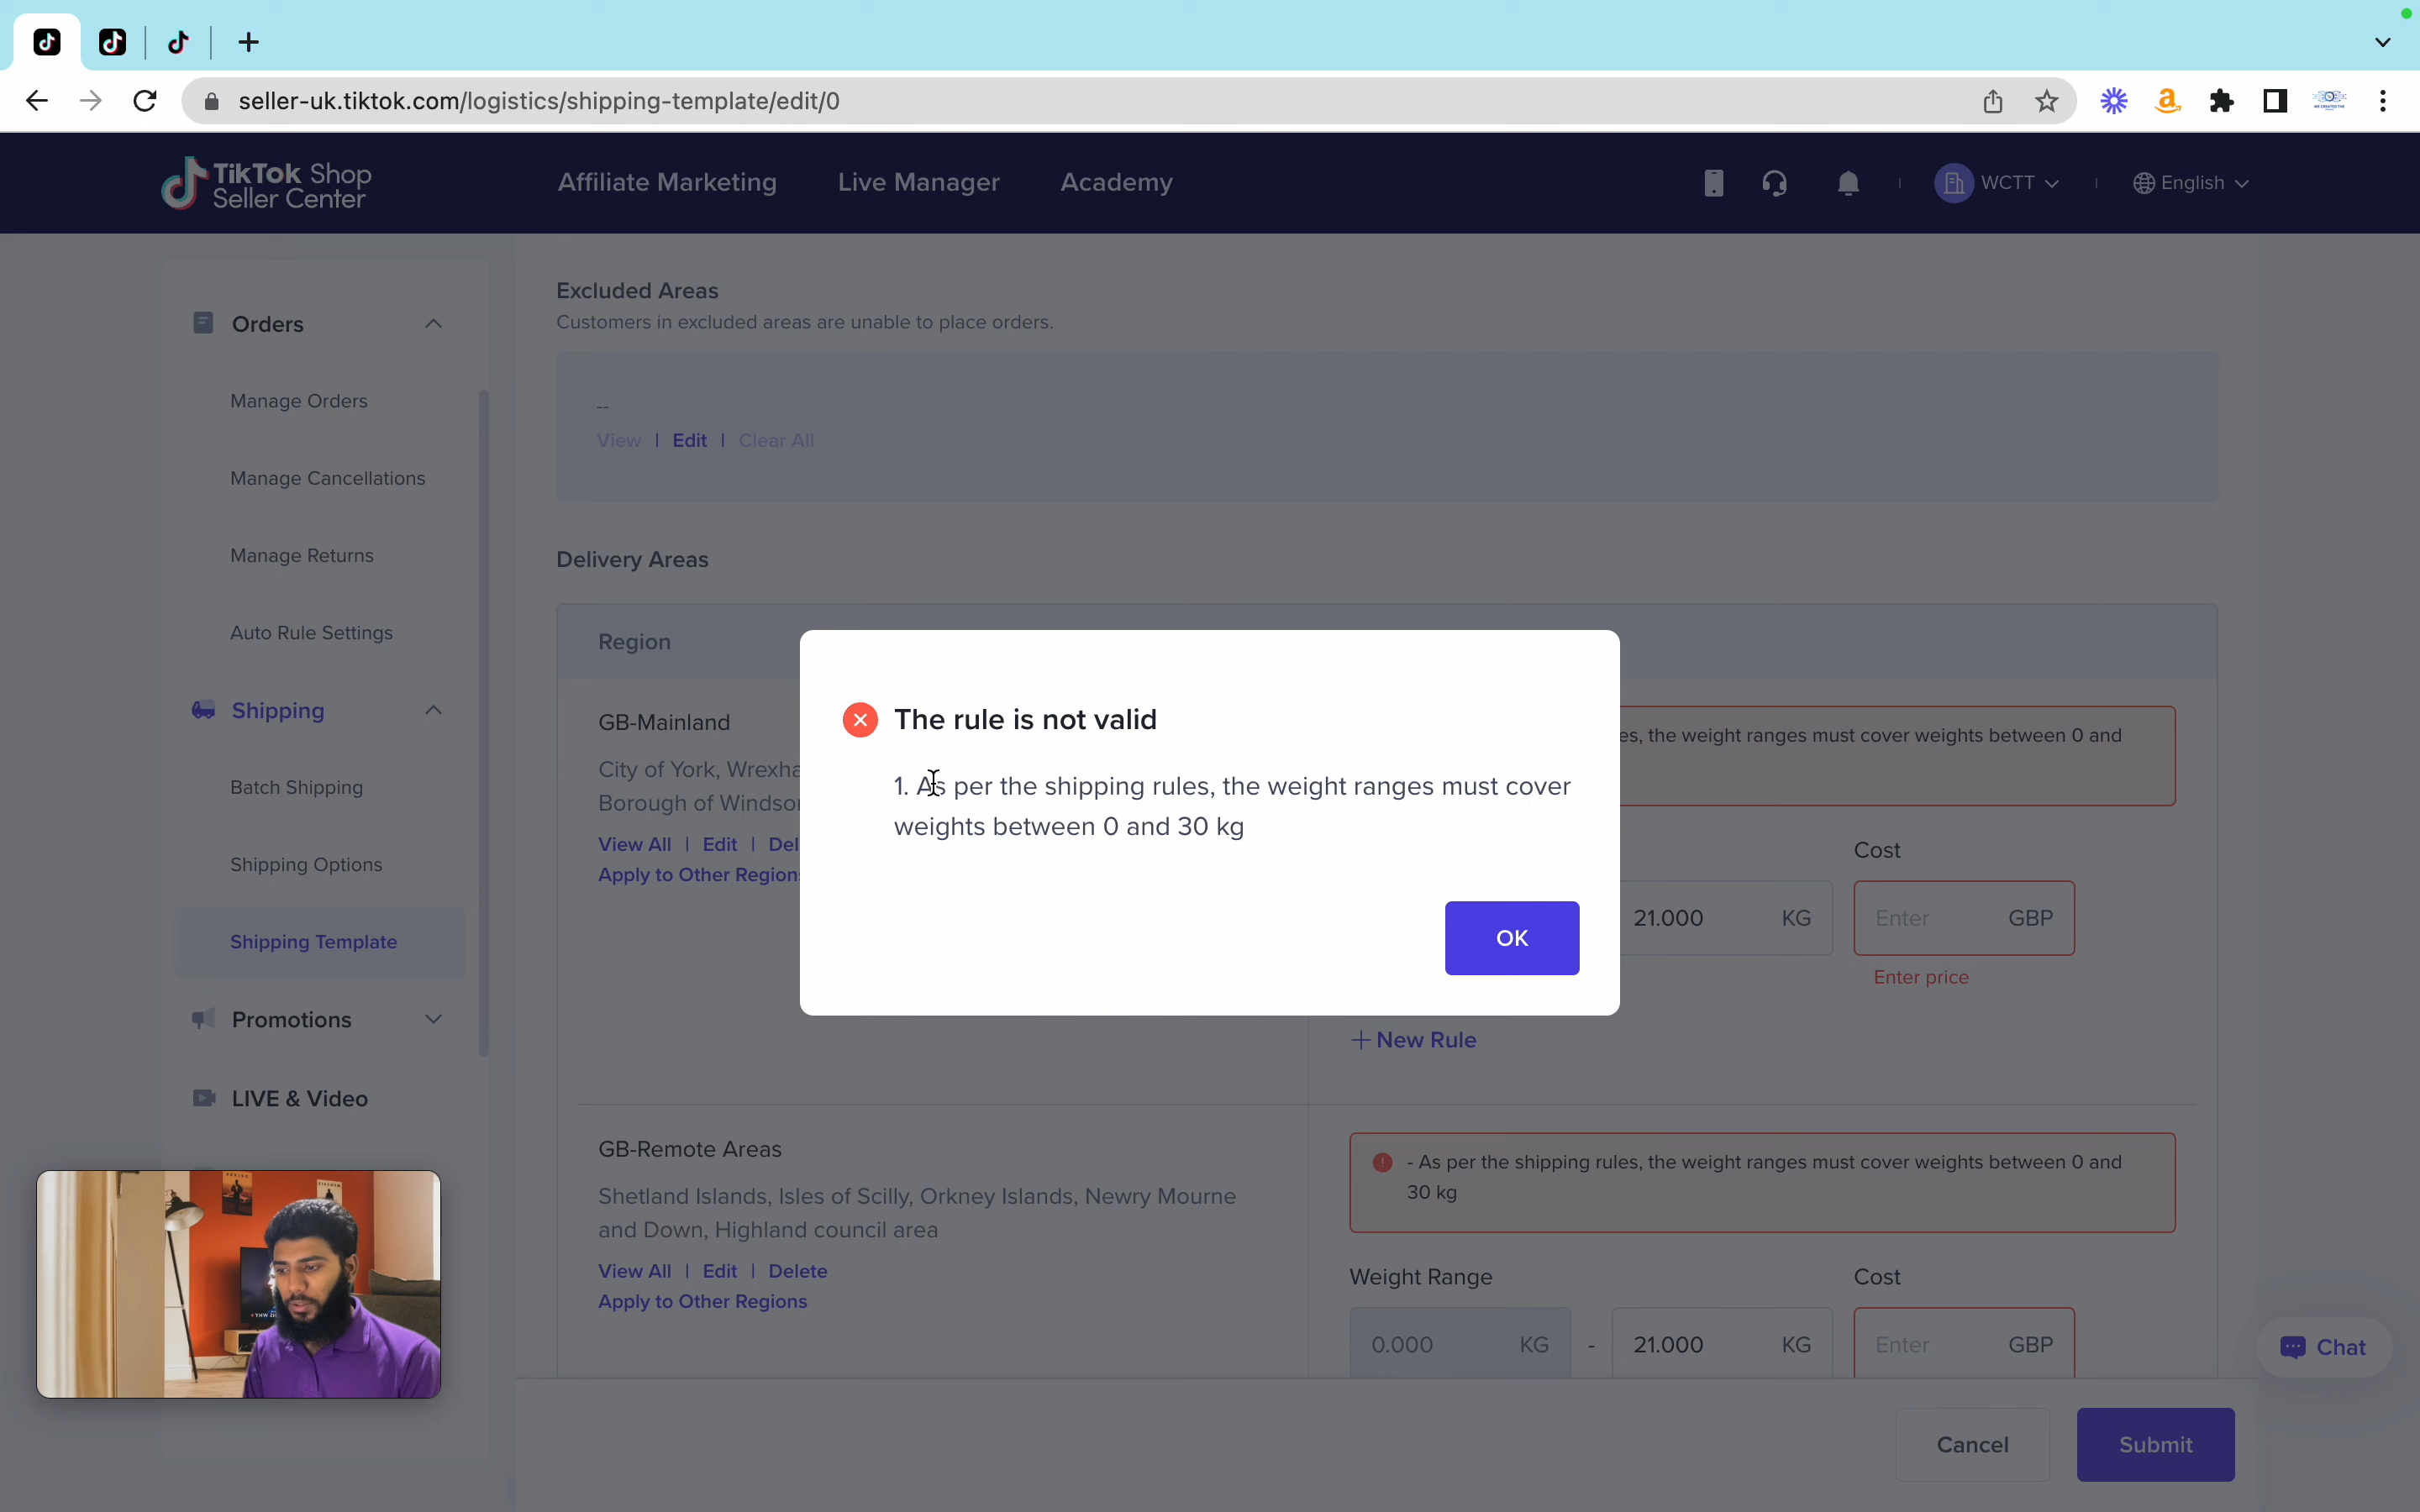 seller-uk.tiktok.com/logistics/shipping-template/edit/0
TikTok Shop
Seller Center
Affiliate Marketing
Live Manager
Academy
WCTT
English
Orders
Manage Orders
Manage Cancellations
Manage Returns
Auto Rule Settings
Shipping
Batch Shipping
Shipping Options
Shipping Template
Promotions
LIVE & Video
Excluded Areas
Customers in excluded areas are unable to place orders.
--
View | Edit | Clear All
Delivery Areas
Region
GB-Mainland
City of York, Wrexha
Borough of Windso
View All | Edit | Del
Apply to Other Region
es, the weight ranges must cover weights between 0 and
Cost
21.000 KG
Enter GBP
Enter price
+ New Rule
The rule is not valid
1. As per the shipping rules, the weight ranges must cover
weights between 0 and 30 kg
OK
GB-Remote Areas
Shetland Islands, Isles of Scilly, Orkney Islands, Newry Mourne
and Down, Highland council area
View All | Edit | Delete
Apply to Other Regions
- As per the shipping rules, the weight ranges must cover weights between 0 and
30 kg
Weight Range
Cost
0.000 KG - 21.000 KG
Enter GBP
Chat
Cancel
Submit